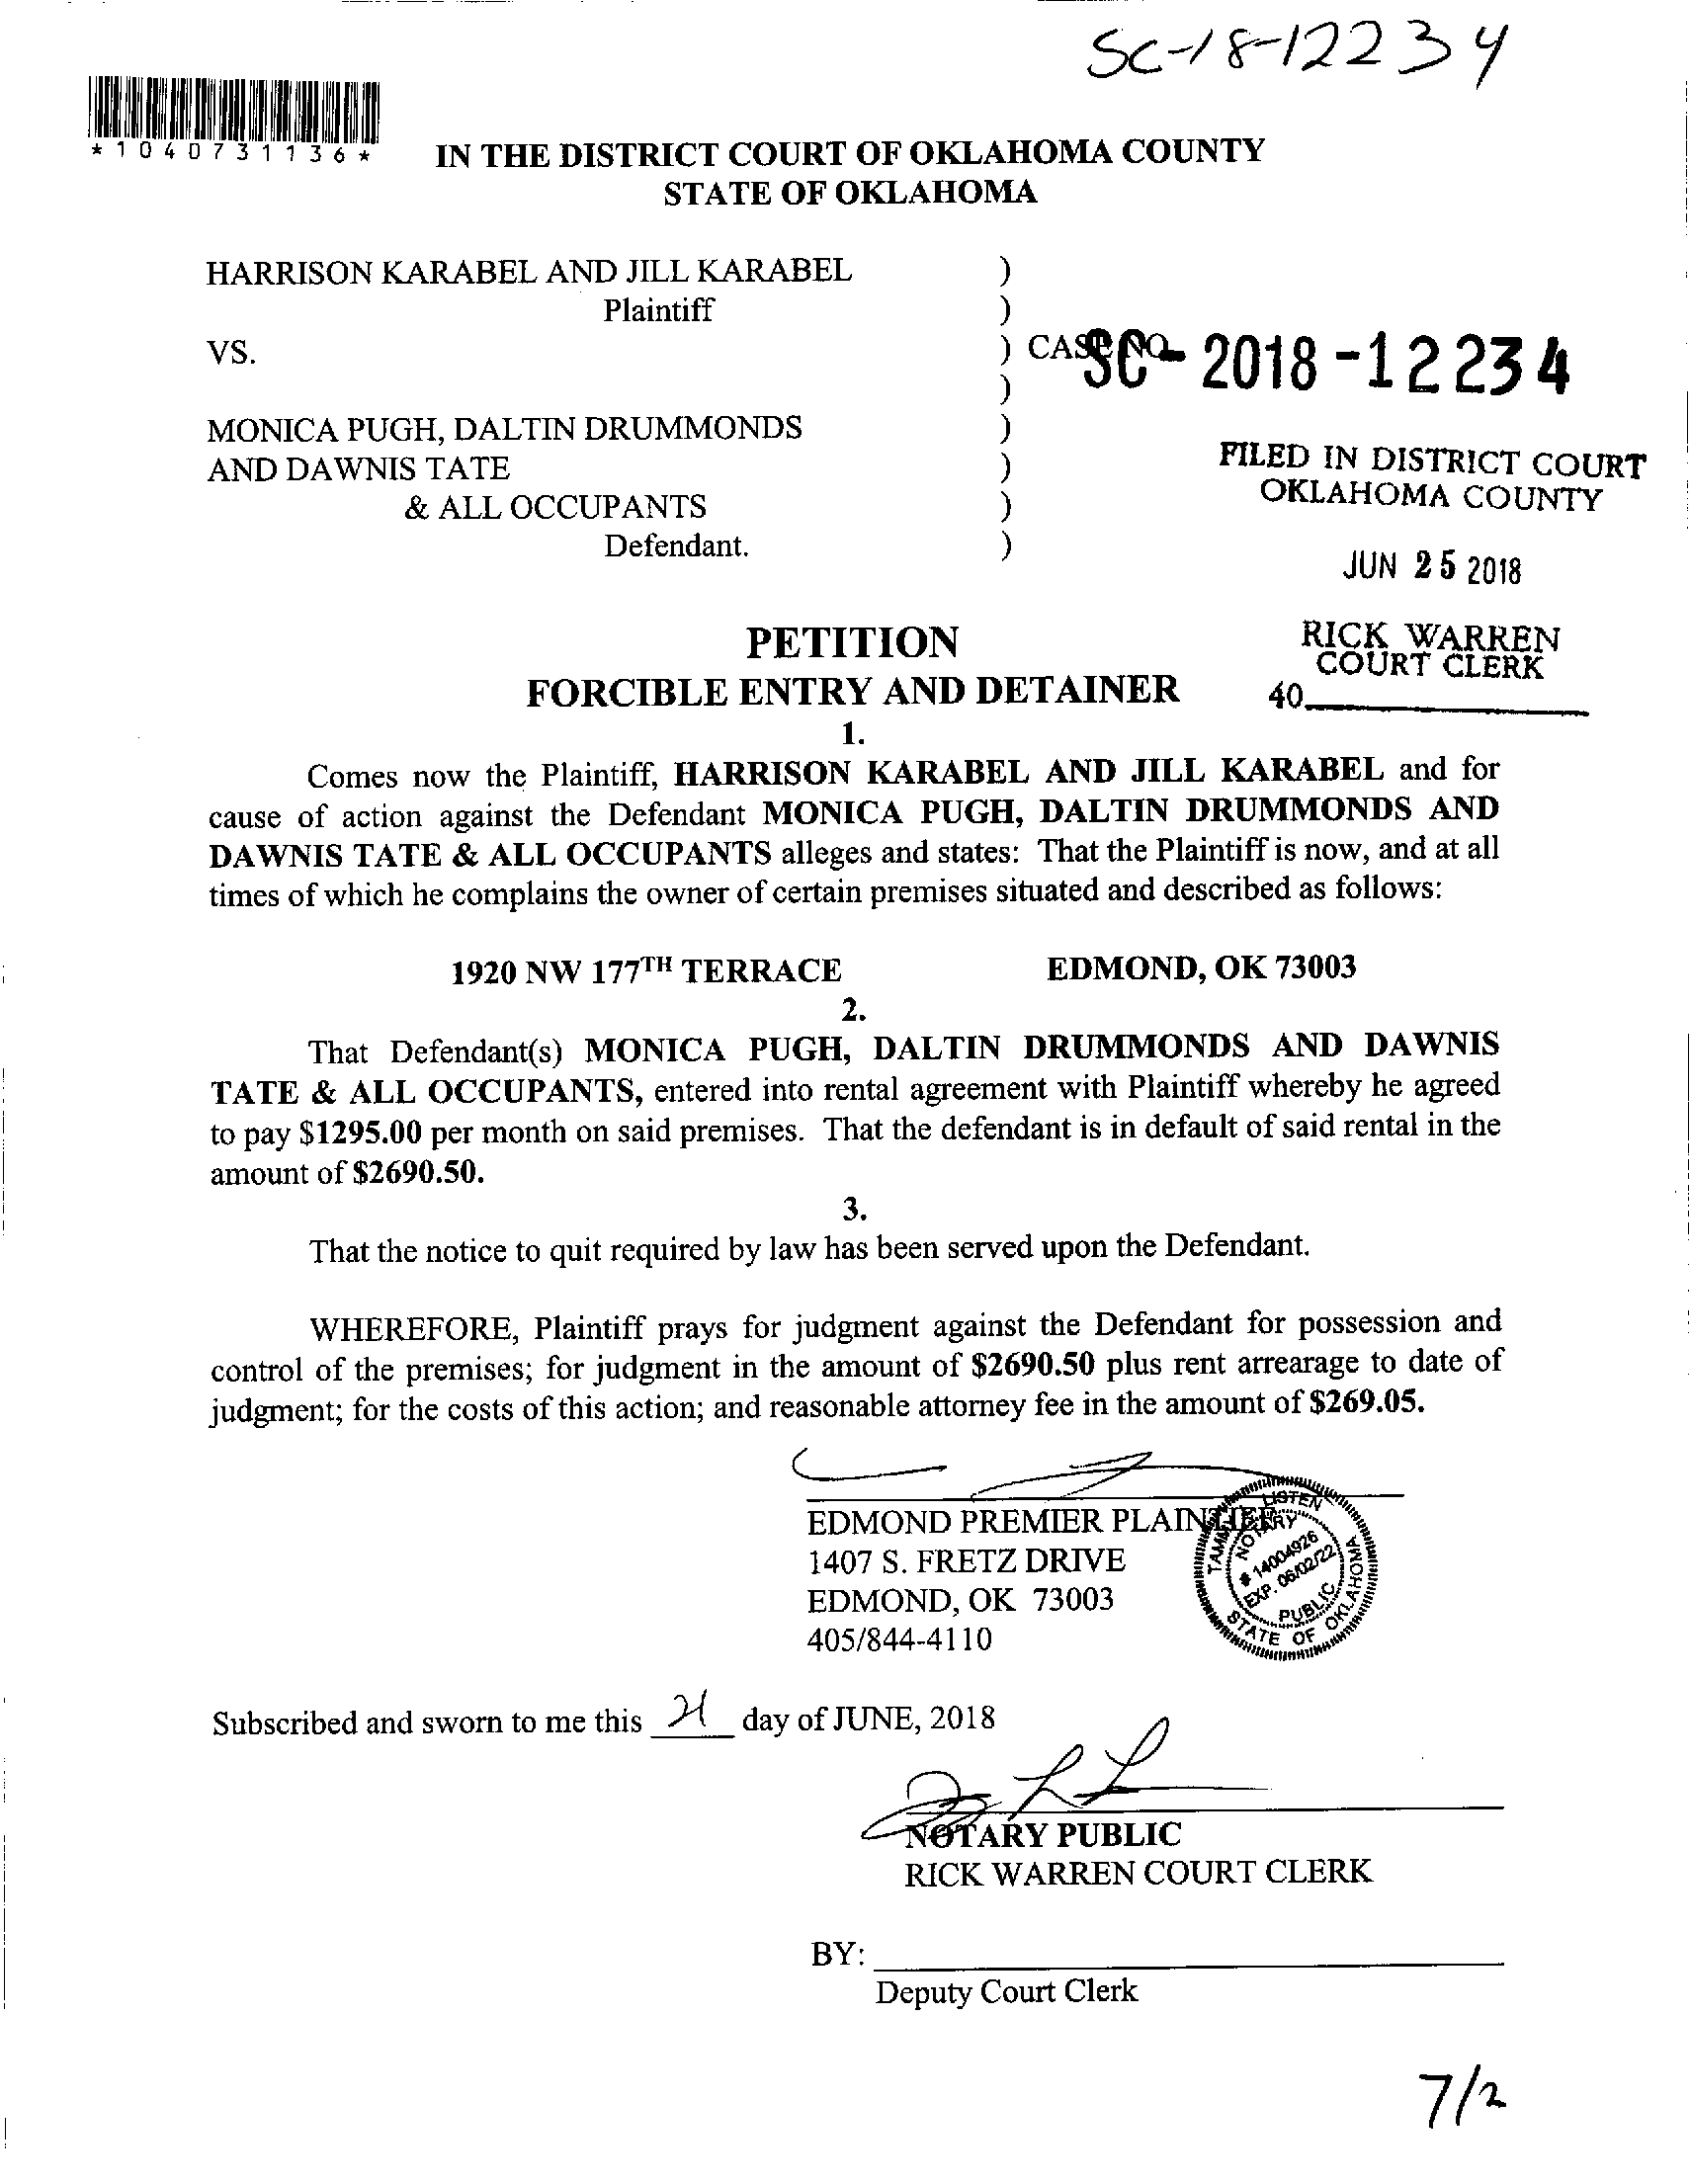 SC-18-12234
*1040731136*
IN THE DISTRICT COURT OF OKLAHOMA COUNTY
STATE OF OKLAHOMA
HARRISON KARABEL AND JILL KARABEL )
Plaintiff )
VS. ) CASE NO.
SC-2018-12234
)
MONICA PUGH, DALTIN DRUMMONDS )
AND DAWNIS TATE )
& ALL OCCUPANTS )
Defendant. )
FILED IN DISTRICT COURT
OKLAHOMA COUNTY
JUN 25 2018
RICK WARREN
COURT CLERK
40
PETITION
FORCIBLE ENTRY AND DETAINER
1.
Comes now the Plaintiff, HARRISON KARABEL AND JILL KARABEL and for
cause of action against the Defendant MONICA PUGH, DALTIN DRUMMONDS AND
DAWNIS TATE & ALL OCCUPANTS alleges and states: That the Plaintiff is now, and at all
times of which he complains the owner of certain premises situated and described as follows:
1920 NW 177TH TERRACE EDMOND, OK 73003
2.
That Defendant(s) MONICA PUGH, DALTIN DRUMMONDS AND DAWNIS
TATE & ALL OCCUPANTS, entered into rental agreement with Plaintiff whereby he agreed
to pay $1295.00 per month on said premises. That the defendant is in default of said rental in the
amount of $2690.50.
3.
That the notice to quit required by law has been served upon the Defendant.
WHEREFORE, Plaintiff prays for judgment against the Defendant for possession and
control of the premises; for judgment in the amount of $2690.50 plus rent arrearage to date of
judgment; for the costs of this action; and reasonable attorney fee in the amount of $269.05.
EDMOND PREMIER PLAINTIFF
1407 S. FRETZ DRIVE
EDMOND, OK 73003
405/844-4110
LISTEN
NOTARY
# 14004926
EXP. 06/02/22
PUBLIC
STATE OF OKLAHOMA
Subscribed and sworn to me this 21 day of JUNE, 2018
NOTARY PUBLIC
RICK WARREN COURT CLERK
BY:
Deputy Court Clerk
7/2